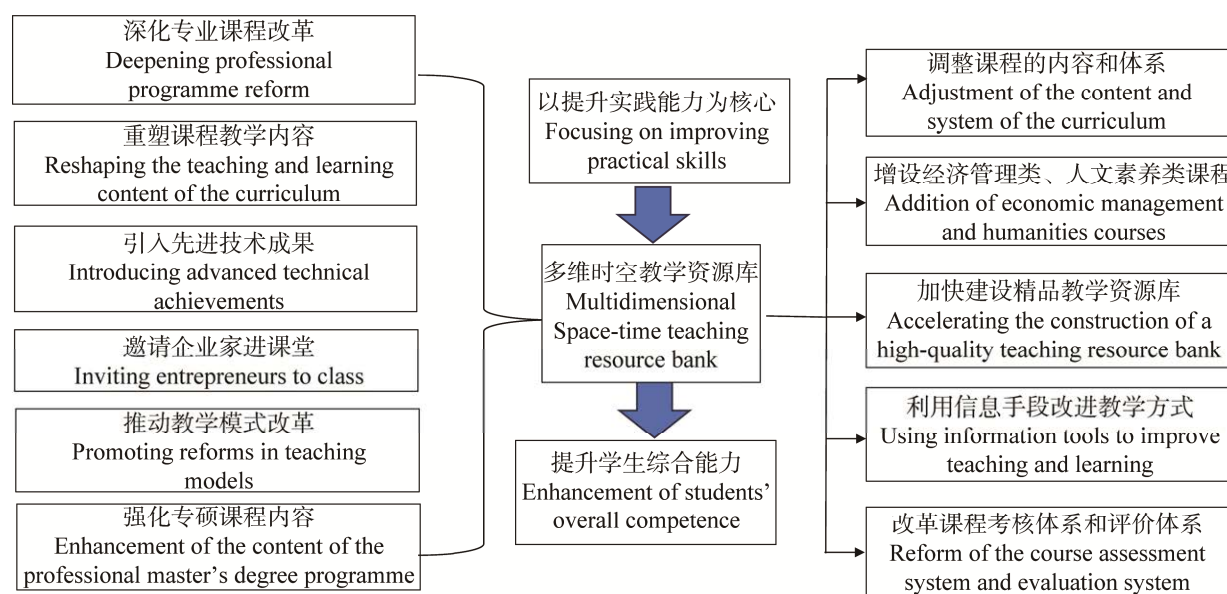 深化专业课程改革
Deepening professional
programme reform
重塑课程教学内容
Reshaping the teaching and learning
content of the curriculum
引入先进技术成果
Introducing advanced technical
achievements
邀请企业家进课堂
Inviting entrepreneurs to class
推动教学模式改革
Promoting reforms in teaching
models
强化专硕课程内容
Enhancement of the content of the
professional master's degree programme
以提升实践能力为核心
Focusing on improving
practical skills
多维时空教学资源库
Multidimensional
Space-time teaching
resource bank
提升学生综合能力
Enhancement of students'
overall competence
调整课程的内容和体系
Adjustment of the content and
system of the curriculum
增设经济管理类、人文素养类课程
Addition of economic management
and humanities courses
加快建设精品教学资源库
Accelerating the construction of a
high-quality teaching resource bank
利用信息手段改进教学方式
Using information tools to improve
teaching and learning
改革课程考核体系和评价体系
Reform of the course assessment
system and evaluation system